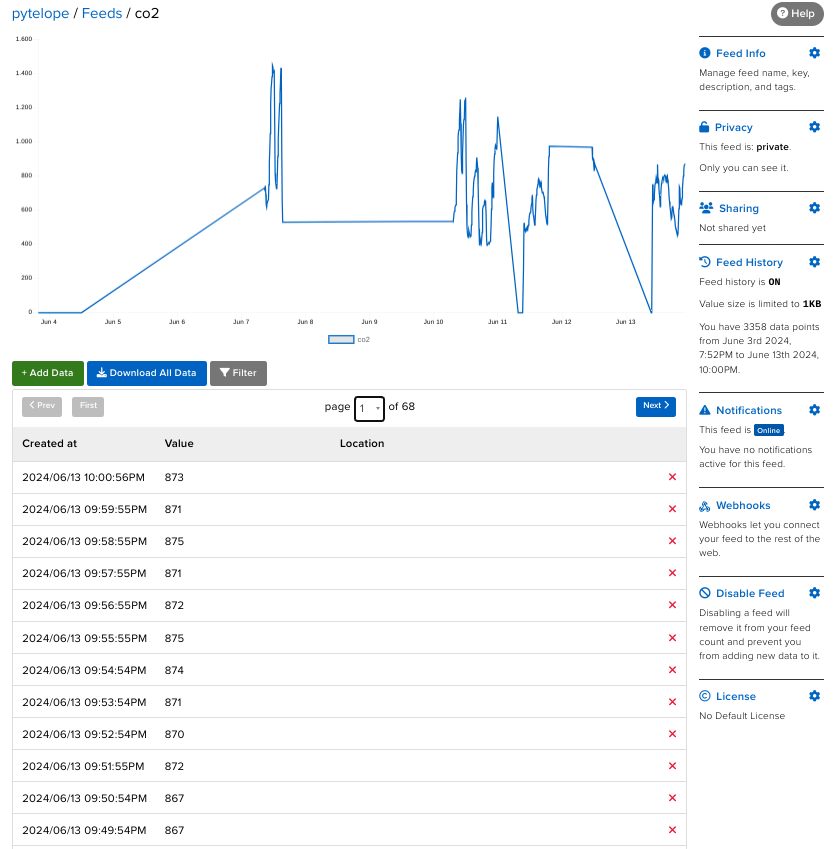 pytelope / Feeds / co2
Help
1.600
1.400
1.200
1.000
800
600
400
200
0
Jun 4 Jun 5 Jun 6 Jun 7 Jun 8 Jun 9 Jun 10 Jun 11 Jun 12 Jun 13
co2
+ Add Data Download All Data Filter
Prev First page 1 of 68 Next
Created at Value Location
2024/06/13 10:00:56PM 873
2024/06/13 09:59:55PM 871
2024/06/13 09:58:55PM 875
2024/06/13 09:57:55PM 871
2024/06/13 09:56:55PM 872
2024/06/13 09:55:55PM 875
2024/06/13 09:54:54PM 874
2024/06/13 09:53:54PM 871
2024/06/13 09:52:54PM 870
2024/06/13 09:51:55PM 872
2024/06/13 09:50:54PM 867
2024/06/13 09:49:54PM 867
Feed Info
Manage feed name, key,
description, and tags.
Privacy
This feed is: private.
Only you can see it.
Sharing
Not shared yet
Feed History
Feed history is ON
Value size is limited to 1KB
You have 3358 data points
from June 3rd 2024,
7:52PM to June 13th 2024,
10:00PM.
Notifications
This feed is Online.
You have no notifications
active for this feed.
Webhooks
Webhooks let you connect
your feed to the rest of the
web.
Disable Feed
Disabling a feed will
remove it from your feed
count and prevent you
from adding new data to it.
License
No Default License